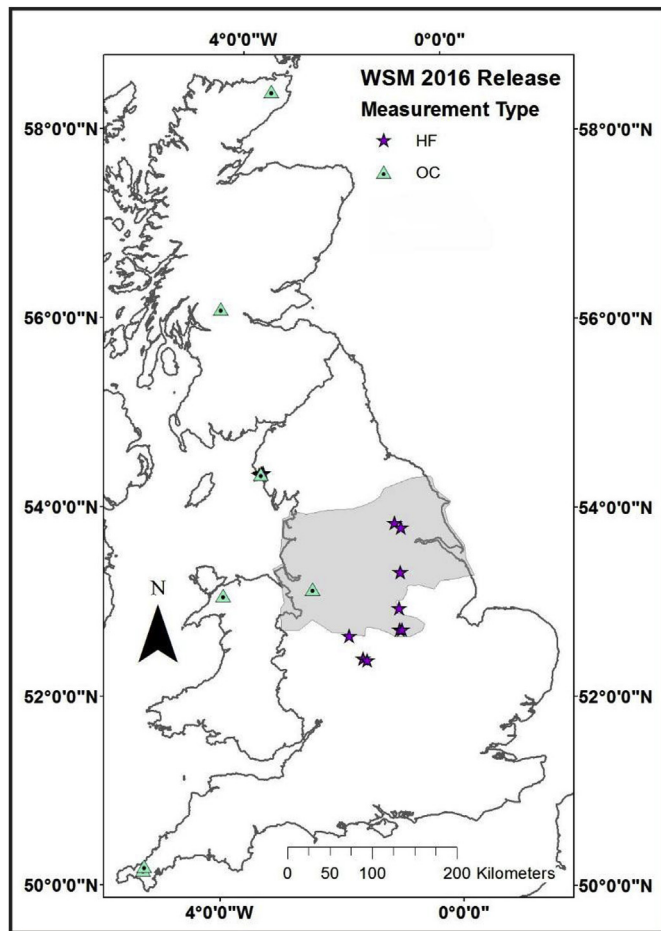 4°0'0"W 0°0'0"
WSM 2016 Release
Measurement Type
HF
OC
58°0'0"N 58°0'0"N
56°0'0"N 56°0'0"N
54°0'0"N 54°0'0"N
N
52°0'0"N 52°0'0"N
50°0'0"N 50°0'0"N
0 50 100 200 Kilometers
4°0'0"W 0°0'0"